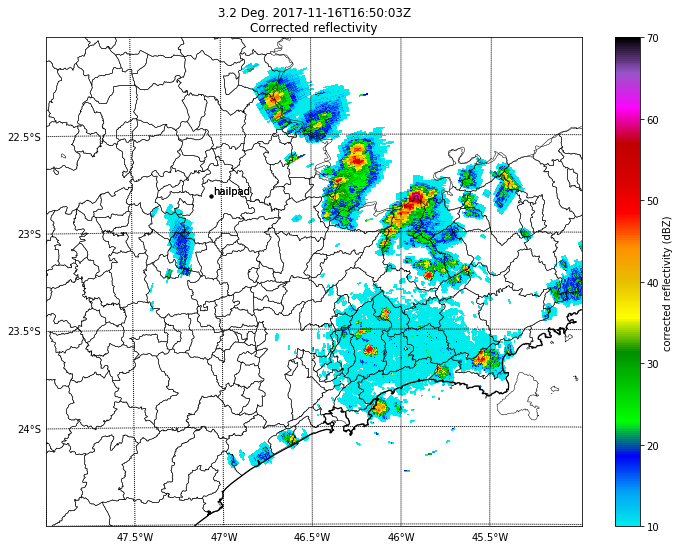 3.2 Deg. 2017-11-16T16:50:03Z
Corrected reflectivity
70
60
50
40
30
20
10
corrected reflectivity (dBZ)
22.5°S
23°S
23.5°S
24°S
hailpad
47.5°W
47°W
46.5°W
46°W
45.5°W